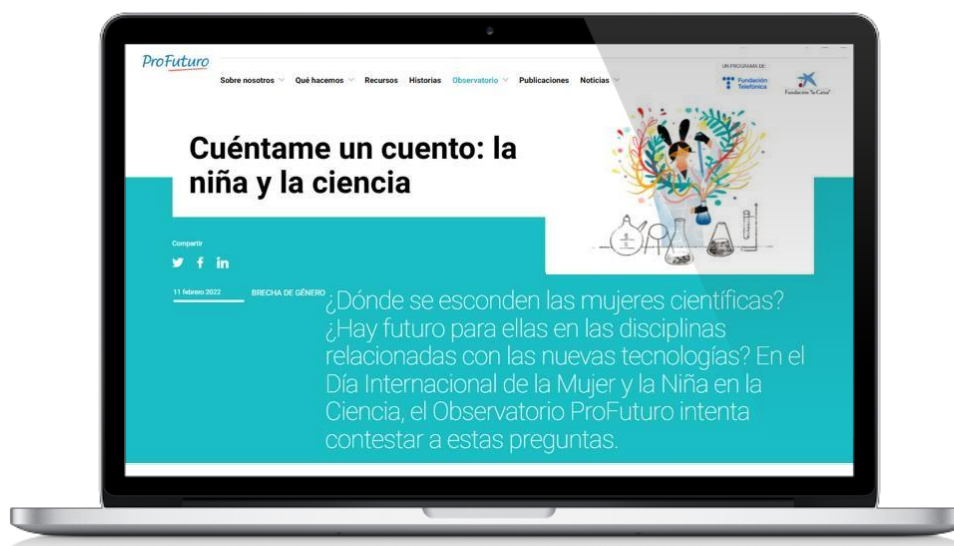 ProFuturo
Sobre nosotros Qué hacemos Recursos Historias Observatorio Publicaciones Noticias
UN PROGRAMA DE:
Fundación
Telefónica
Fundación "la Caixa"
Cuéntame un cuento: la
niña y la ciencia
Compartir
11 febrero 2022
BRECHA DE GÉNERO
¿Dónde se esconden las mujeres científicas?
¿Hay futuro para ellas en las disciplinas
relacionadas con las nuevas tecnologías? En el
Día Internacional de la Mujer y la Niña en la
Ciencia, el Observatorio ProFuturo intenta
contestar a estas preguntas.